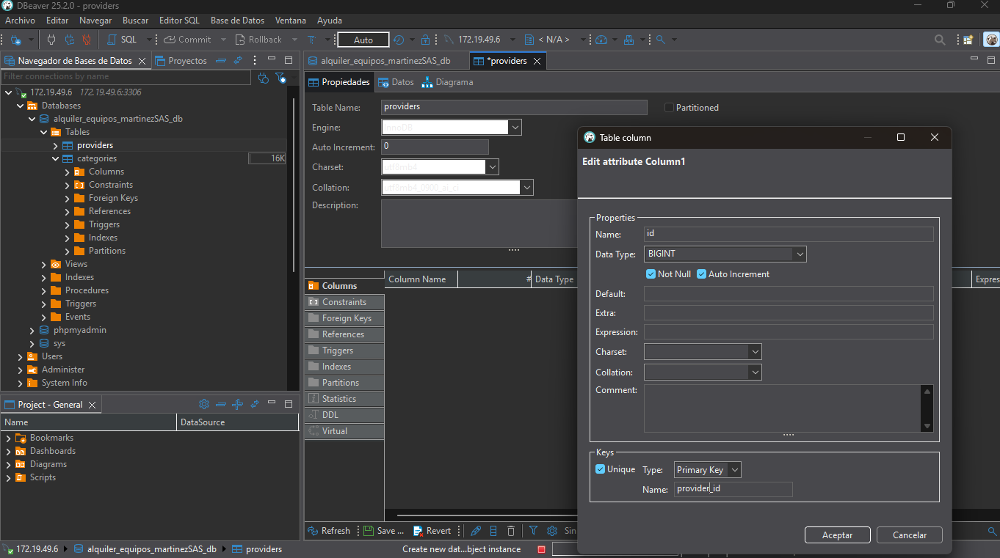 DBeaver 25.2.0 - providers
Archivo Editar Navegar Buscar Editor SQL Base de Datos Ventana Ayuda
SQL Commit Rollback T Auto 172.19.49.6 < N/A >
Navegador de Bases de Datos Proyectos
Filter connections by name
172.19.49.6 172.19.49.6:3306
Databases
alquiler_equipos_martinezSAS_db
Tables
providers
categories 16K
Columns
Constraints
Foreign Keys
References
Triggers
Indexes
Partitions
Views
Indexes
Procedures
Triggers
Events
phpmyadmin
sys
Users
Administer
System Info
Project - General
Name DataSource
Bookmarks
Dashboards
Diagrams
Scripts
alquiler_equipos_martinezSAS_db *providers
Propiedades Datos Diagrama
Table Name: providers Partitioned
Engine: InnoDB
Auto Increment: 0
Charset: utf8mb4
Collation: utf8mb4_0900_ai_ci
Description:
Column Name # Data Type Expres
Columns
Constraints
Foreign Keys
References
Triggers
Indexes
Partitions
Statistics
DDL
Virtual
Refresh Save ... Revert Sin
Table column
Edit attribute Column1
Properties
Name: id
Data Type: BIGINT
Not Null Auto Increment
Default:
Extra:
Expression:
Charset:
Collation:
Comment:
Keys
Unique Type: Primary Key
Name: provider_id
Aceptar Cancelar
172.19.49.6 alquiler_equipos_martinezSAS_db providers Create new dat...bject instance